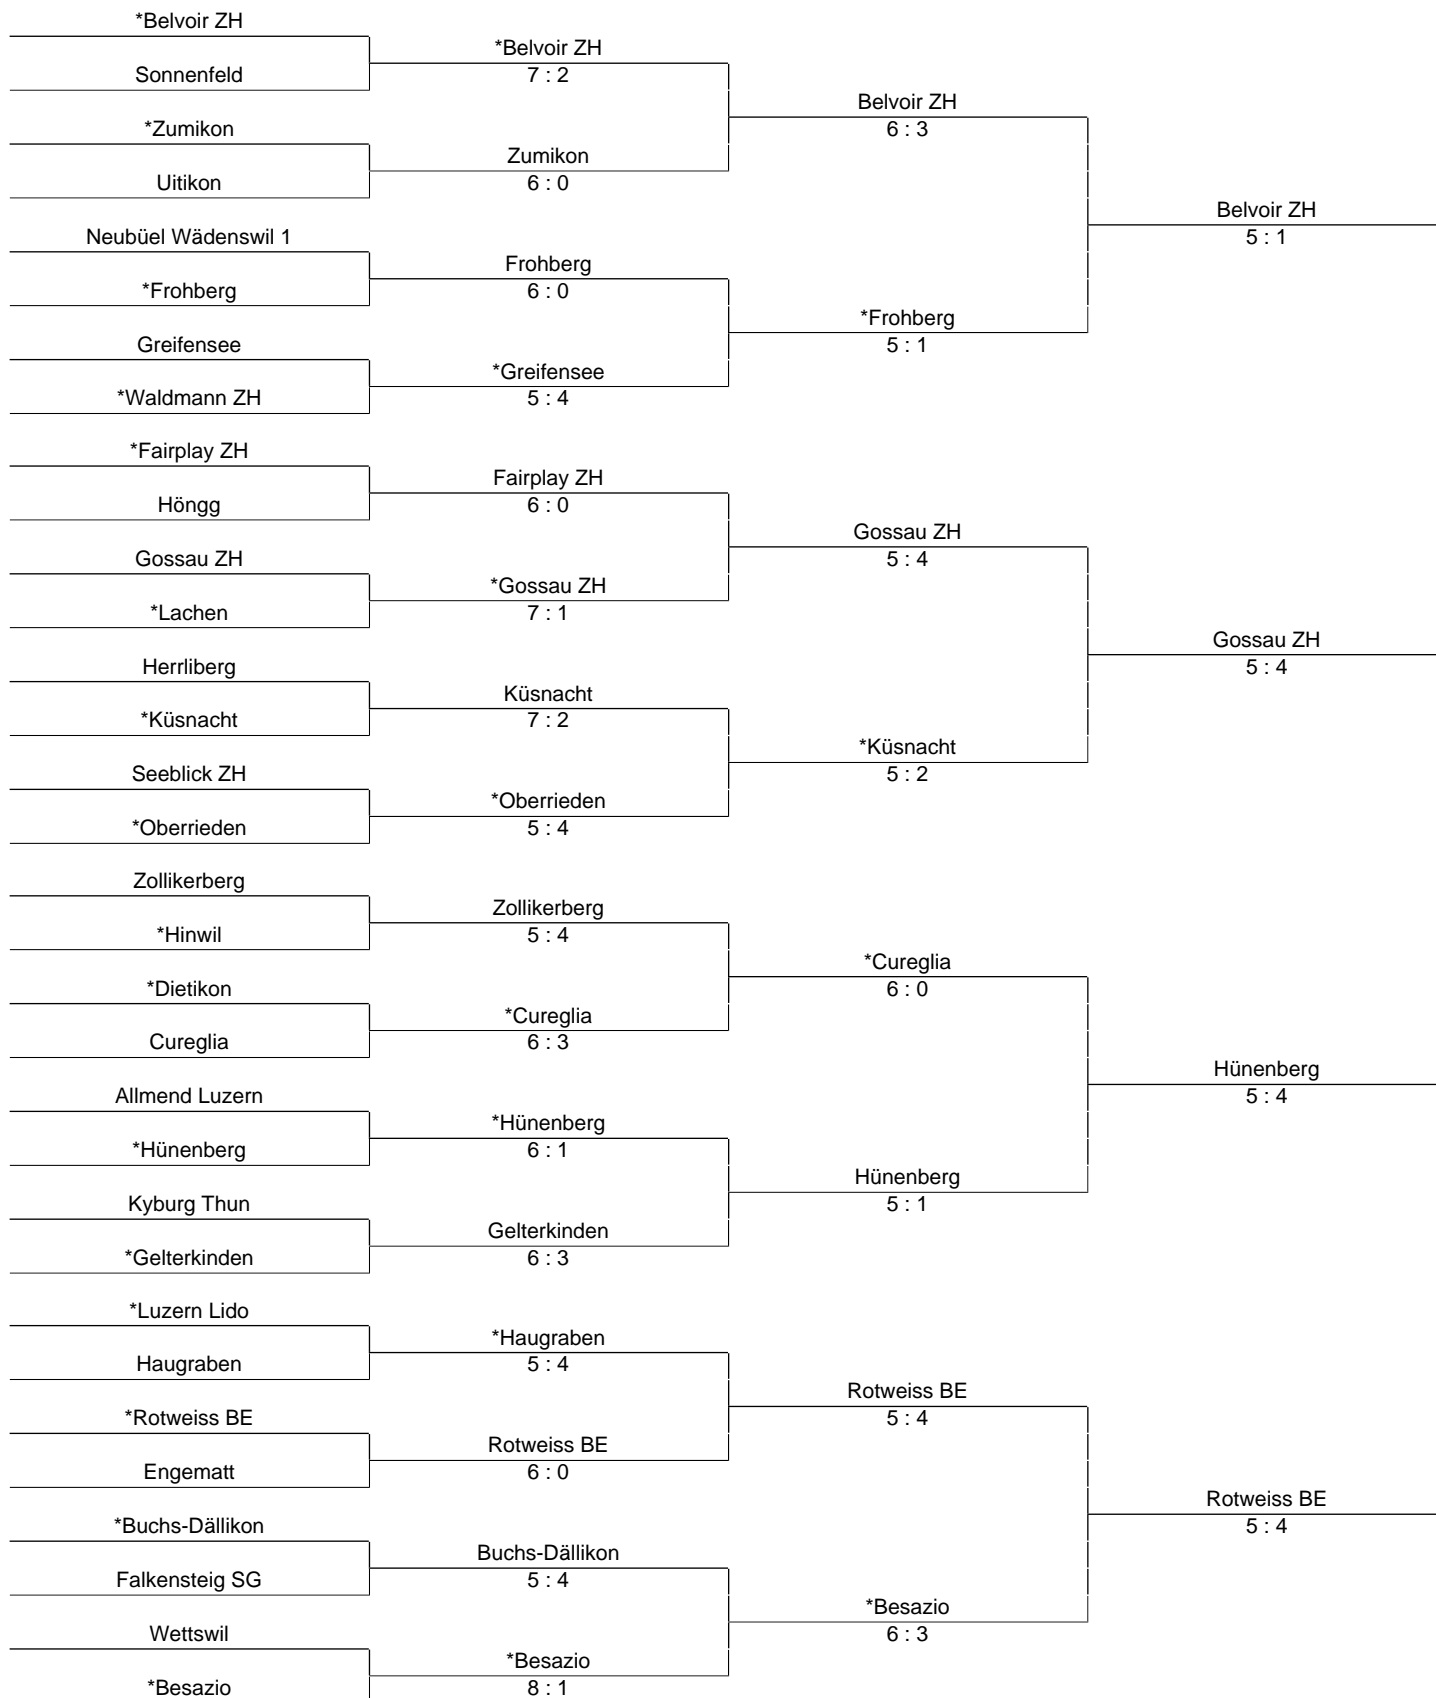 *Belvoir ZH
Sonnenfeld
*Zumikon
Uitikon
Neubüel Wädenswil 1
*Frohberg
Greifensee
*Waldmann ZH
*Fairplay ZH
Höngg
Gossau ZH
*Lachen
Herrliberg
*Küsnacht
Seeblick ZH
*Oberrieden
Zollikerberg
*Hinwil
*Dietikon
Cureglia
Allmend Luzern
*Hünenberg
Kyburg Thun
*Gelterkinden
*Luzern Lido
Haugraben
*Rotweiss BE
Engematt
*Buchs-Dällikon
Falkensteig SG
Wettswil
*Besazio
*Belvoir ZH
7 : 2
Zumikon
6 : 0
Frohberg
6 : 0
*Greifensee
5 : 4
Fairplay ZH
6 : 0
*Gossau ZH
7 : 1
Küsnacht
7 : 2
*Oberrieden
5 : 4
Zollikerberg
5 : 4
*Cureglia
6 : 3
*Hünenberg
6 : 1
Gelterkinden
6 : 3
*Haugraben
5 : 4
Rotweiss BE
6 : 0
Buchs-Dällikon
5 : 4
*Besazio
8 : 1
Belvoir ZH
6 : 3
*Frohberg
5 : 1
Gossau ZH
5 : 4
*Küsnacht
5 : 2
*Cureglia
6 : 0
Hünenberg
5 : 1
Rotweiss BE
5 : 4
*Besazio
6 : 3
Belvoir ZH
5 : 1
Gossau ZH
5 : 4
Hünenberg
5 : 4
Rotweiss BE
5 : 4